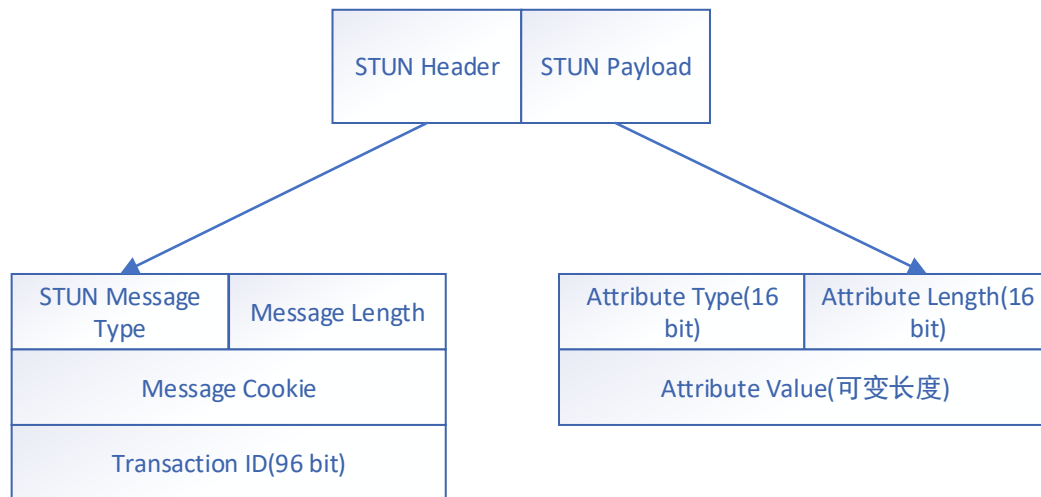 STUN Header
STUN Payload
STUN Message
Type
Message Length
Attribute Type(16
bit)
Attribute Length(16
bit)
Message Cookie
Attribute Value(可变长度)
Transaction ID(96 bit)